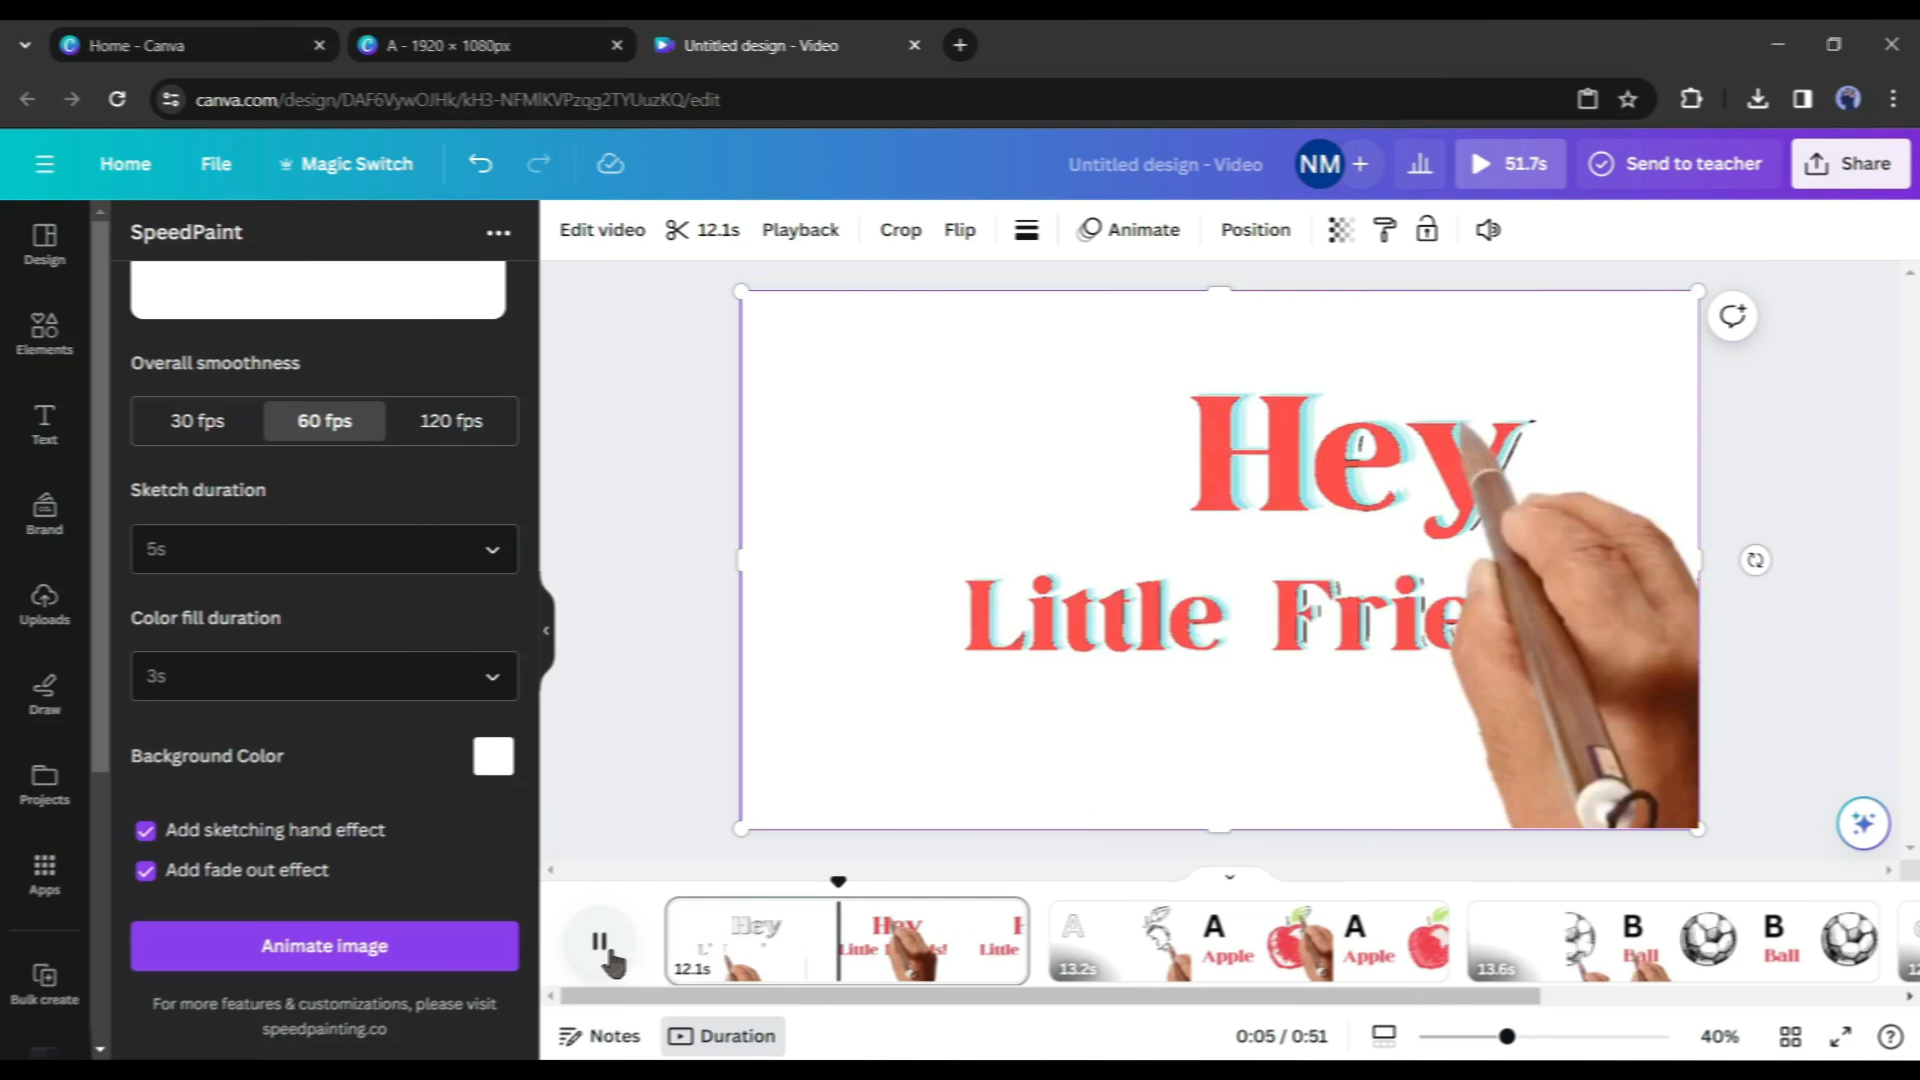 Home - Canva
A - 1920 × 1080px
Untitled design - Video
canva.com/design/DAF6VywOJHk/kH3-NFMlKVPzqg2TYUuzKQ/edit
Home
File
Magic Switch
Untitled design - Video
NM
51.7s
Send to teacher
Share
Design
Elements
Text
Brand
Uploads
Draw
Projects
Apps
Bulk create
SpeedPaint
Overall smoothness
30 fps
60 fps
120 fps
Sketch duration
5s
Color fill duration
3s
Background Color
Add sketching hand effect
Add fade out effect
Animate image
For more features & customizations, please visit
speedpainting.co
Edit video
12.1s
Playback
Crop
Flip
Animate
Position
Hey
Little Frie
Hey
Hey
Little
12.1s
A
A
Apple
A
Apple
13.2s
B
Ball
B
Ball
13.6s
Notes
Duration
0:05 / 0:51
40%